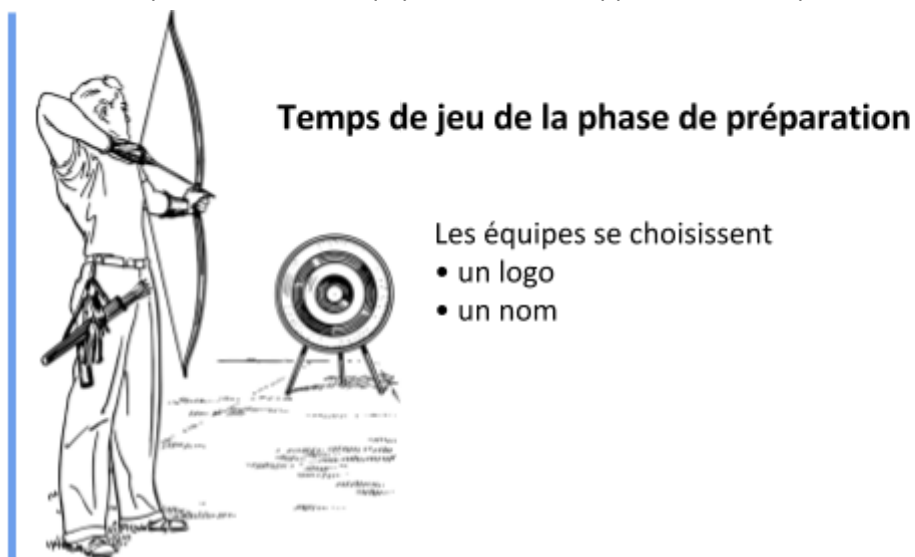 Temps de jeu de la phase de préparation
Les équipes se choisissent
• un logo
• un nom